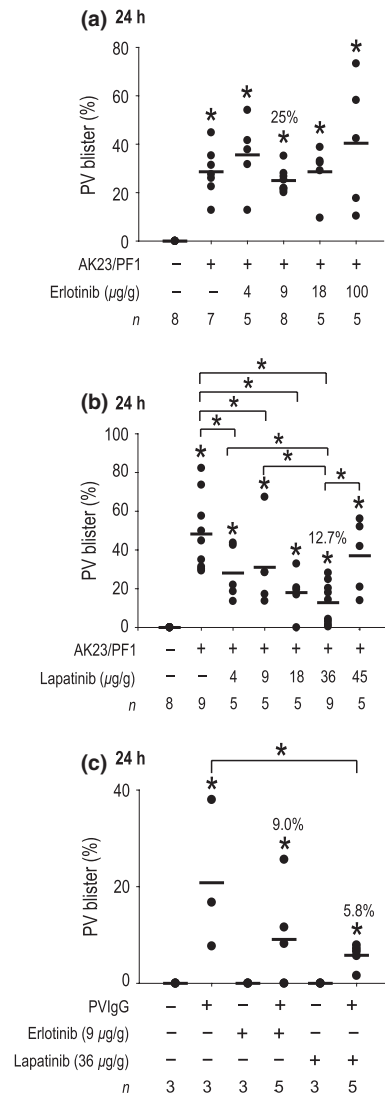 (a) 24 h
PV blister (%)
80
60
40
20
0
* * * 25% * * *
AK23/PF1 – + + + + +
Erlotinib (µg/g) – – 4 9 18 100
n 8 7 5 8 5 5
(b) 24 h
PV blister (%)
100
80
60
40
20
0
*
*
*
* *
*
*
* * * * 12.7% * *
AK23/PF1 – + + + + + +
Lapatinib (µg/g) – – 4 9 18 36 45
n 8 9 5 5 5 9 5
(c) 24 h
PV blister (%)
40
20
0
*
* 9.0% * 5.8% *
PVIgG – + – + – +
Erlotinib (9 µg/g) – – + + – –
Lapatinib (36 µg/g) – – – – + +
n 3 3 3 5 3 5